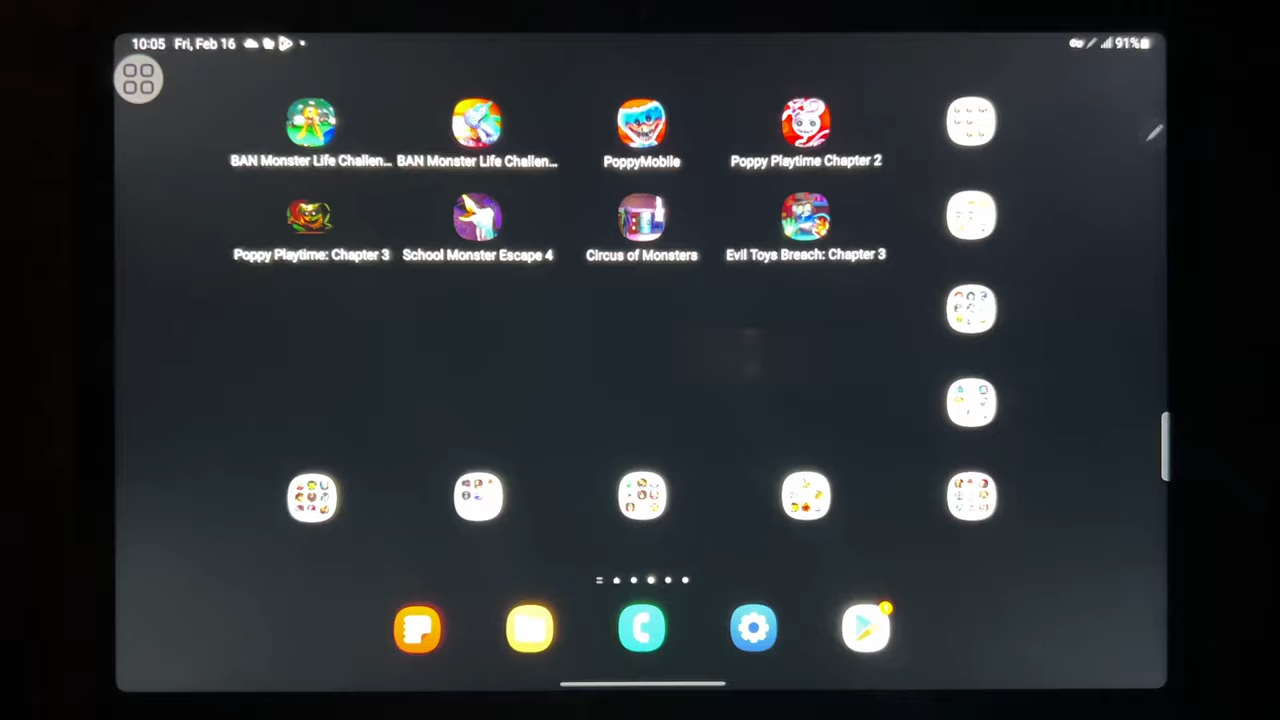 10:05 Fri, Feb 16
91%
BAN Monster Life Challen... BAN Monster Life Challen... PoppyMobile Poppy Playtime Chapter 2
Poppy Playtime: Chapter 3 School Monster Escape 4 Circus of Monsters Evil Toys Breach: Chapter 3